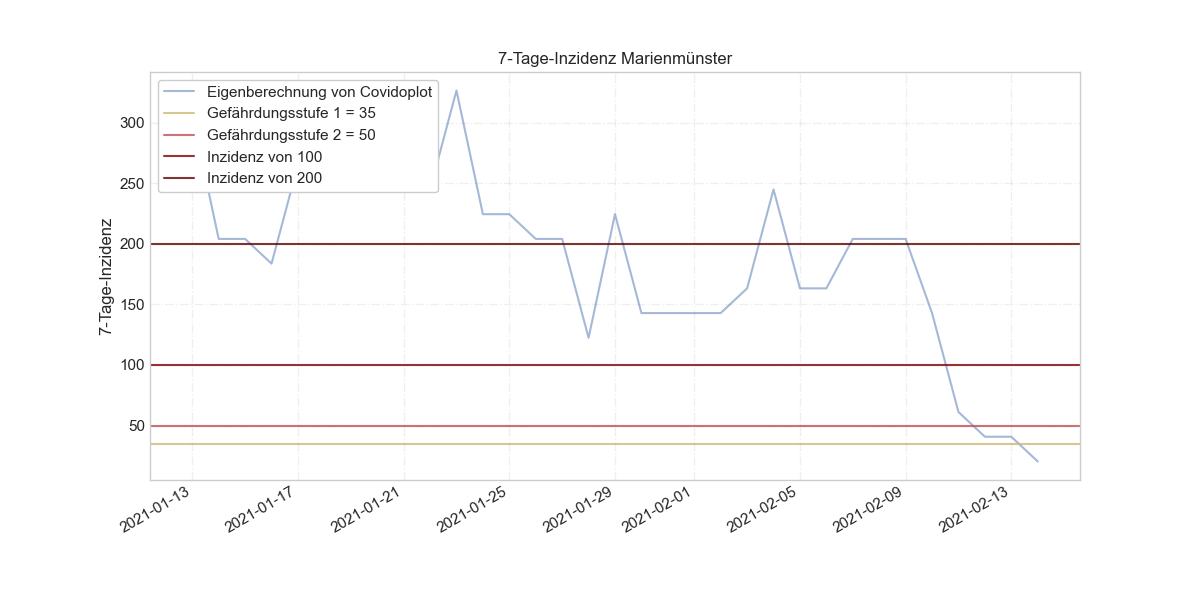 7-Tage-Inzidenz Marienmünster
Eigenberechnung von Covidoplot
Gefährdungsstufe 1 = 35
Gefährdungsstufe 2 = 50
Inzidenz von 100
Inzidenz von 200
7-Tage-Inzidenz
300
250
200
150
100
50
2021-01-13
2021-01-17
2021-01-21
2021-01-25
2021-01-29
2021-02-01
2021-02-05
2021-02-09
2021-02-13